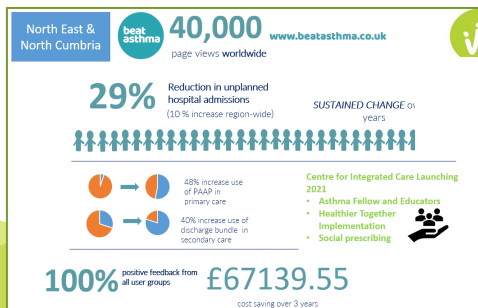 North East &
North Cumbria
beat
asthma
40,000
page views worldwide
www.beatasthma.co.uk
29%
Reduction in unplanned
hospital admissions
(10 % increase region-wide)
SUSTAINED CHANGE
years
48% increase use
of PAAP in
primary care
40% increase use of
discharge bundle in
secondary care
Centre for Integrated Care Launching
2021
• Asthma Fellow and Educators
• Healthier Together
Implementation
• Social prescribing
100%
positive feedback from
all user groups
£67139.55
cost saving over 3 years